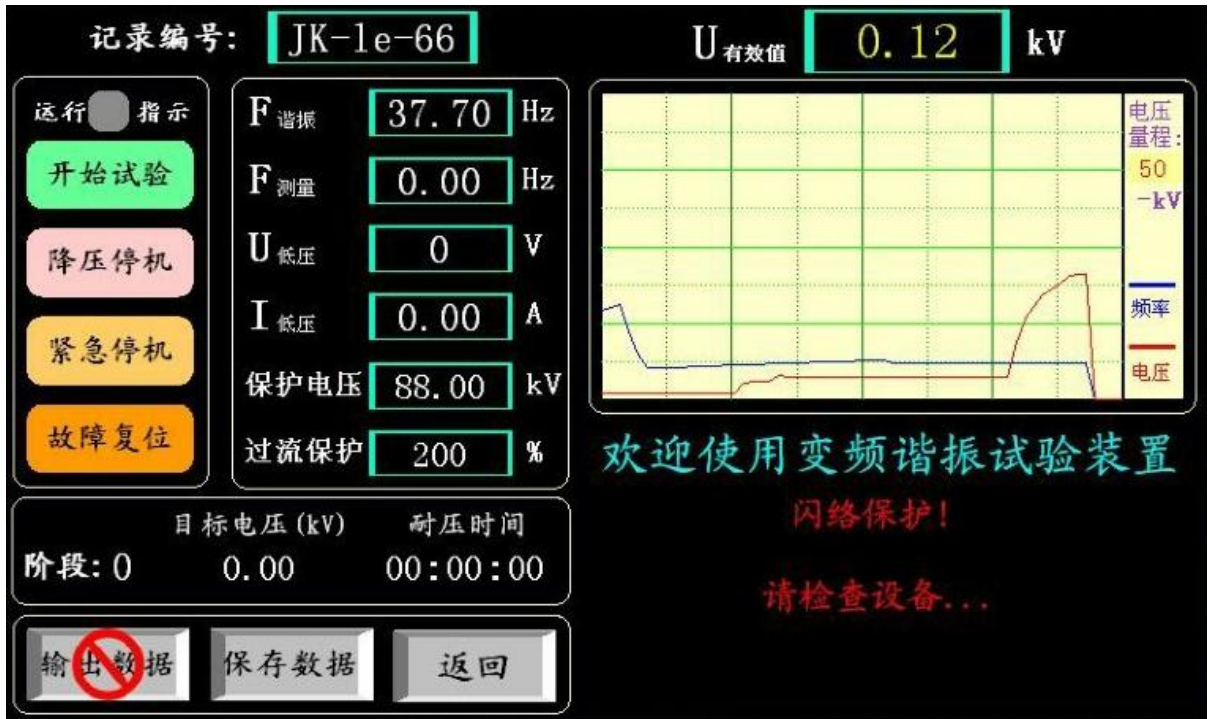 记录编号: JK-1e-66
U有效值 0.12 kV
运行 指示
开始试验
降压停机
紧急停机
故障复位
F谐振 37.70 Hz
F测量 0.00 Hz
U低压 0 V
I低压 0.00 A
保护电压 88.00 kV
过流保护 200 %
电压
量程:
50
-kV
频率
电压
欢迎使用变频谐振试验装置
闪络保护!
请检查设备...
目标电压(kV) 耐压时间
阶段: 0 0.00 00:00:00
输出数据 保存数据 返回